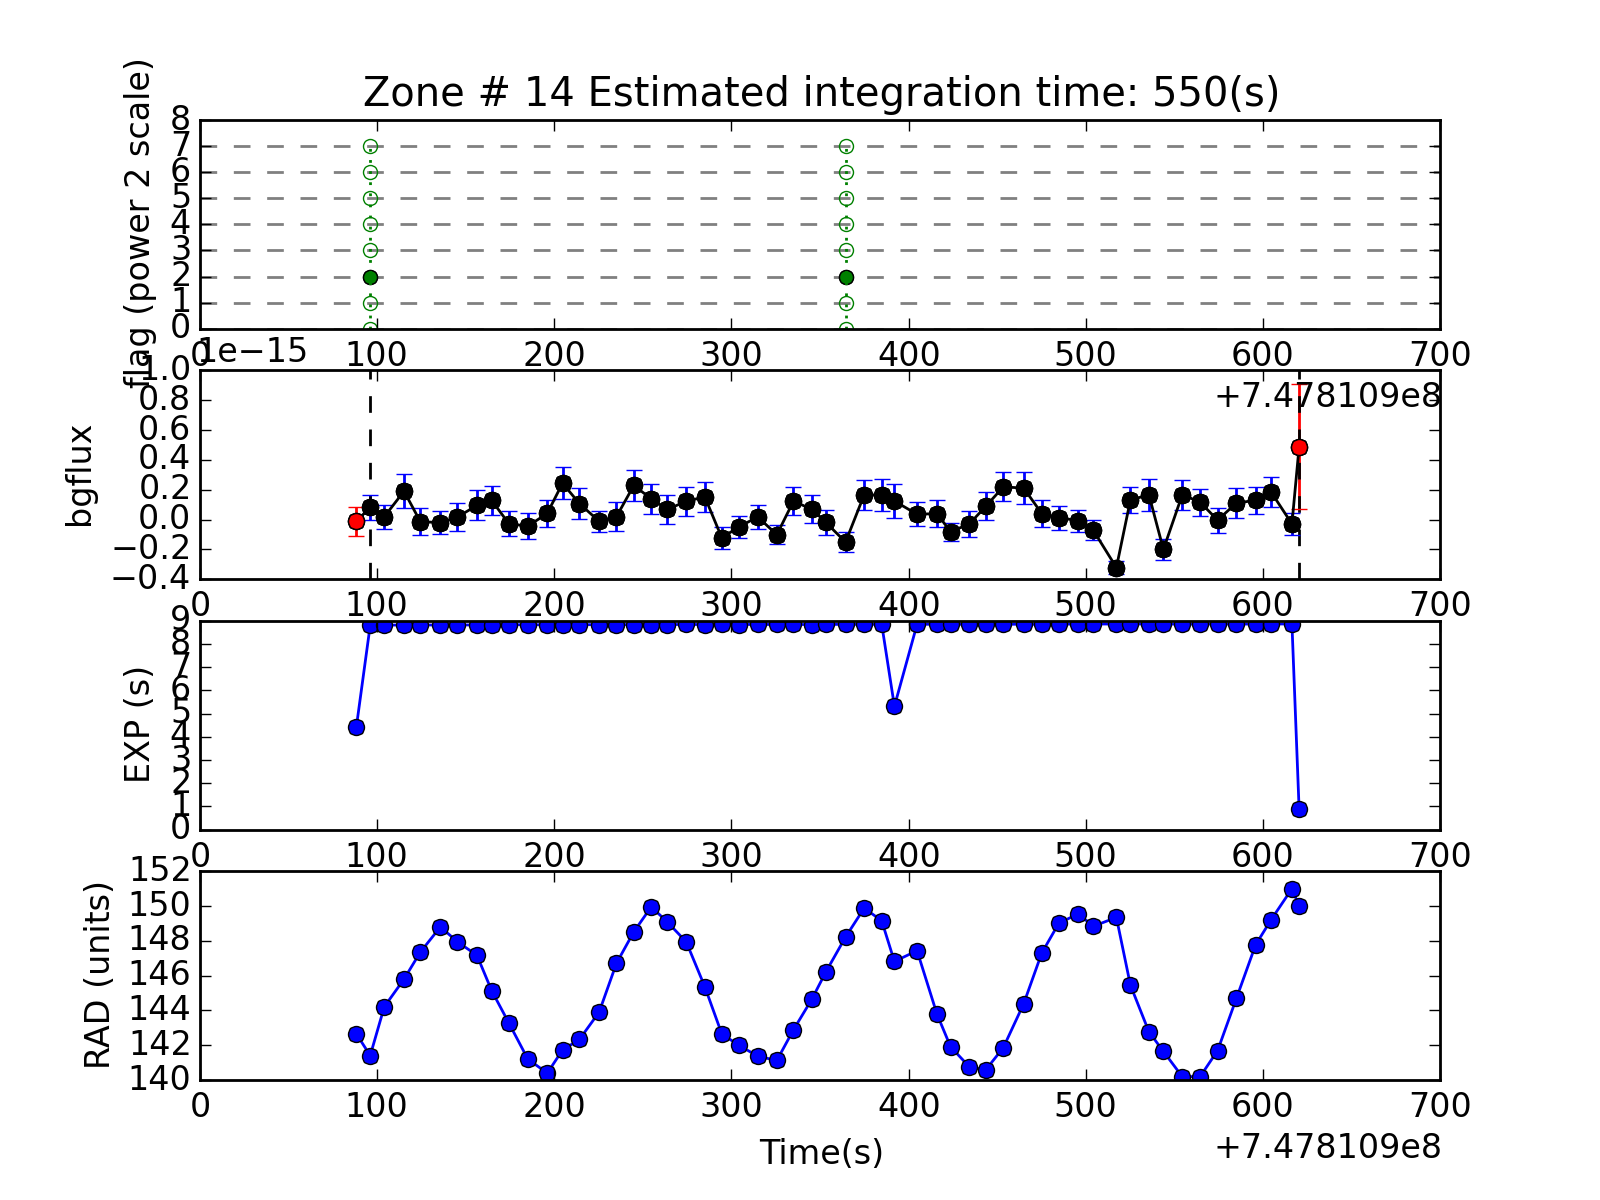 Zone # 14 Estimated integration time: 550(s)
flag (power 2 scale)
8
7
6
5
4
3
2
1
0
0 100 200 300 400 500 600 700
1e−15
+7.478109e8
bgflux
1.0
0.8
0.6
0.4
0.2
0.0
−0.2
−0.4
0 100 200 300 400 500 600 700
EXP (s)
9
8
7
6
5
4
3
2
1
0
0 100 200 300 400 500 600 700
RAD (units)
152
150
148
146
144
142
140
0 100 200 300 400 500 600 700
Time(s)
+7.478109e8